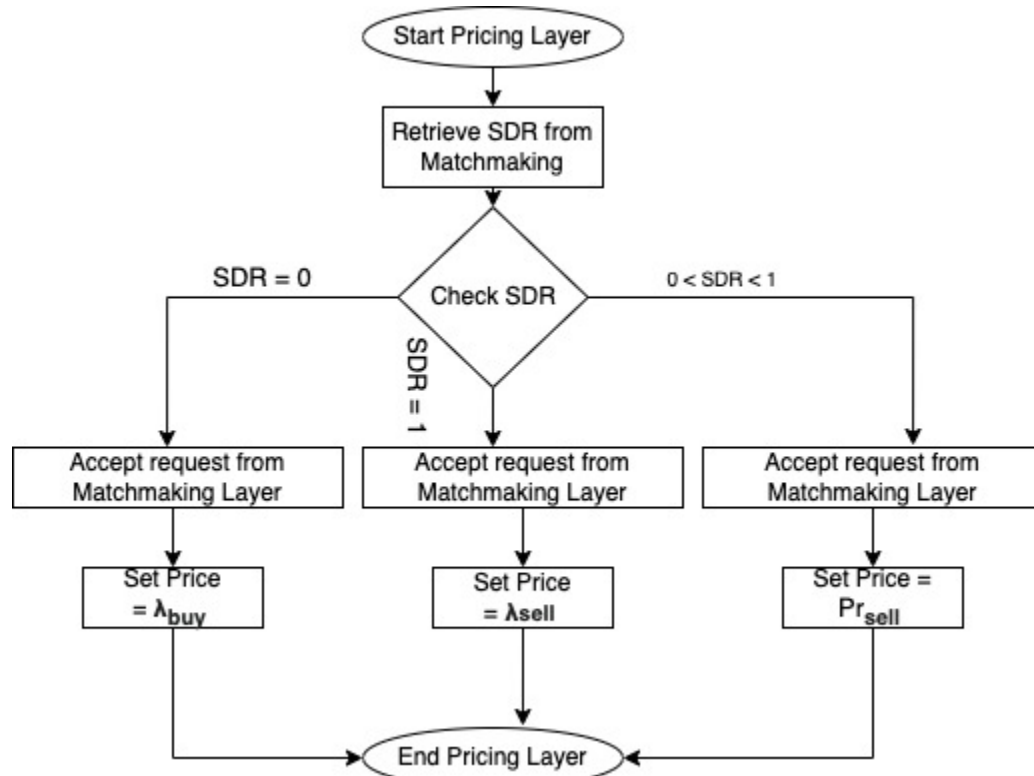 Start Pricing Layer
Retrieve SDR from
Matchmaking
SDR = 0
Check SDR
0 < SDR < 1
SDR = 1
Accept request from
Matchmaking Layer
Accept request from
Matchmaking Layer
Accept request from
Matchmaking Layer
Set Price
= λbuy
Set Price
= λsell
Set Price =
Prsell
End Pricing Layer